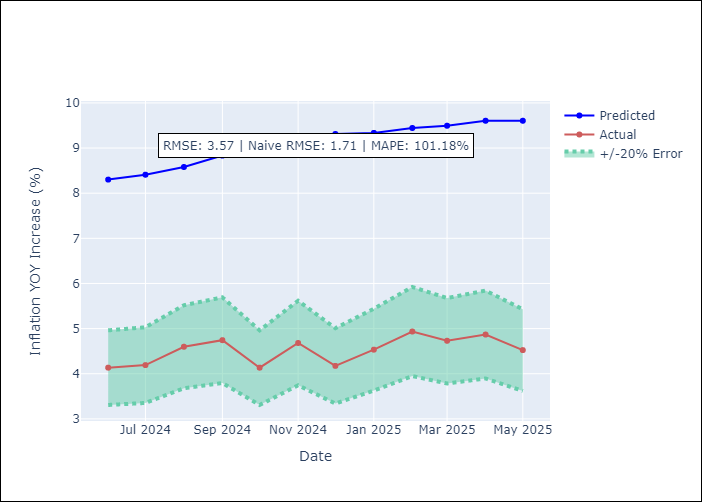 10
9
8
7
6
5
4
3
Inflation YOY Increase (%)
RMSE: 3.57 | Naive RMSE: 1.71 | MAPE: 101.18%
Predicted
Actual
+/-20% Error
Jul 2024
Sep 2024
Nov 2024
Jan 2025
Mar 2025
May 2025
Date